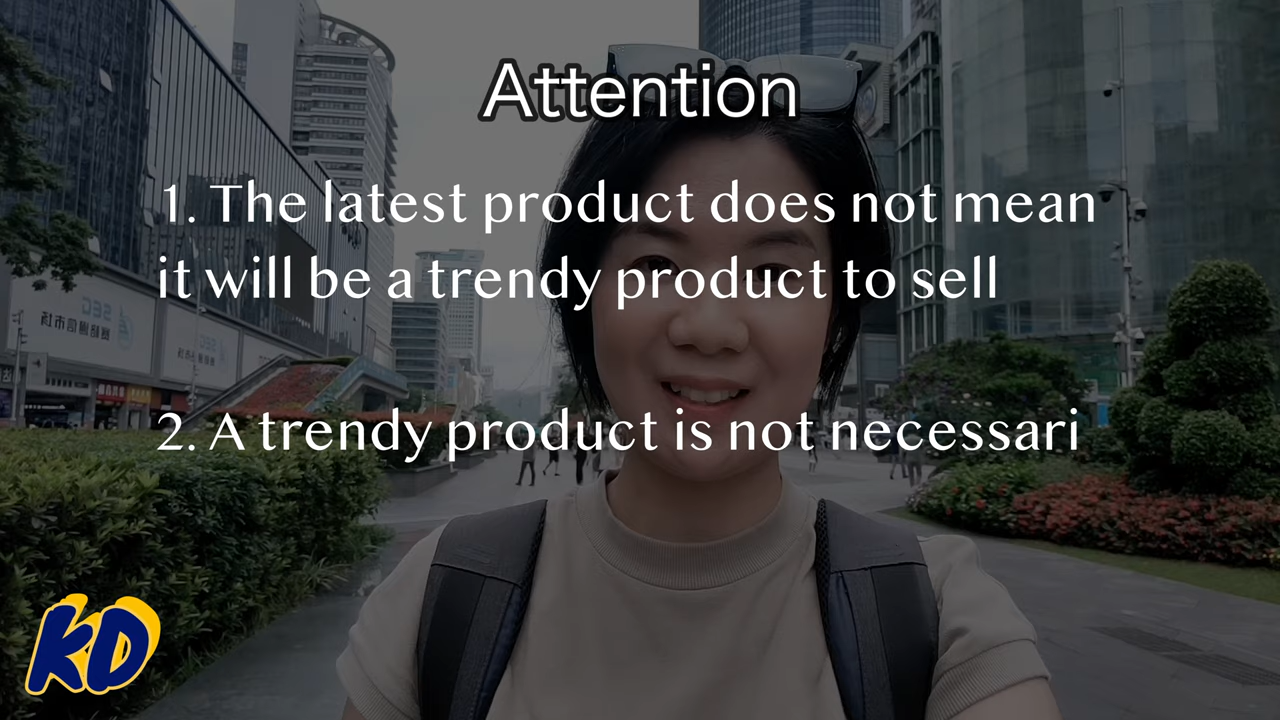 Attention
1. The latest product does not mean
it will be a trendy product to sell
2. A trendy product is not necessari
SEG
KD